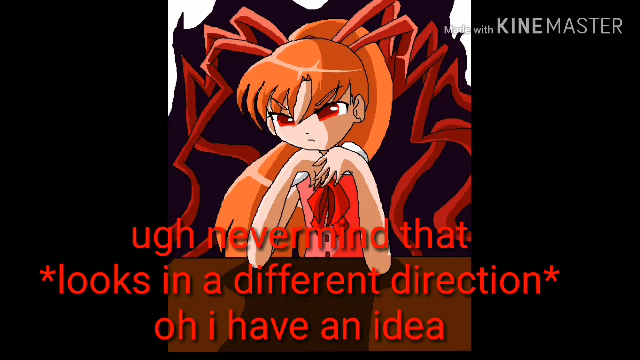 Made with KINEMASTER
ugh nevermind that
*looks in a different direction*
oh i have an idea